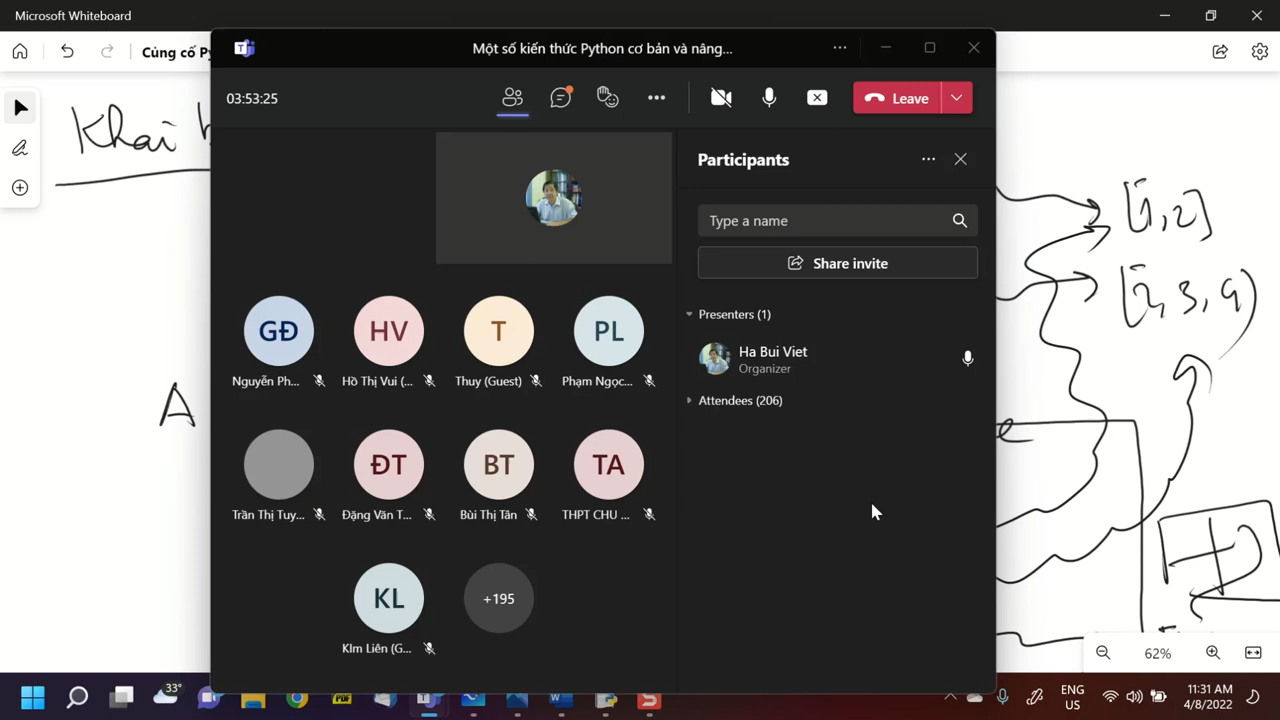 Microsoft Whiteboard
Củng cố Py
Một số kiến thức Python cơ bản và nâng...
03:53:25
Leave
Khai
Participants
Type a name
Share invite
[1,2]
[2,3,9]
Presenters (1)
Ha Bui Viet
Organizer
Attendees (206)
GĐ HV T PL
Nguyễn Ph... Hồ Thị Vui (... Thuy (Guest) Phạm Ngọc...
A
ĐT BT TA
Trần Thị Tuy... Đặng Văn T... Bùi Thị Tân THPT CHU ...
KL +195
KIm Liên (G...
62%
33°
PDF
ENG
US
11:31 AM
4/8/2022